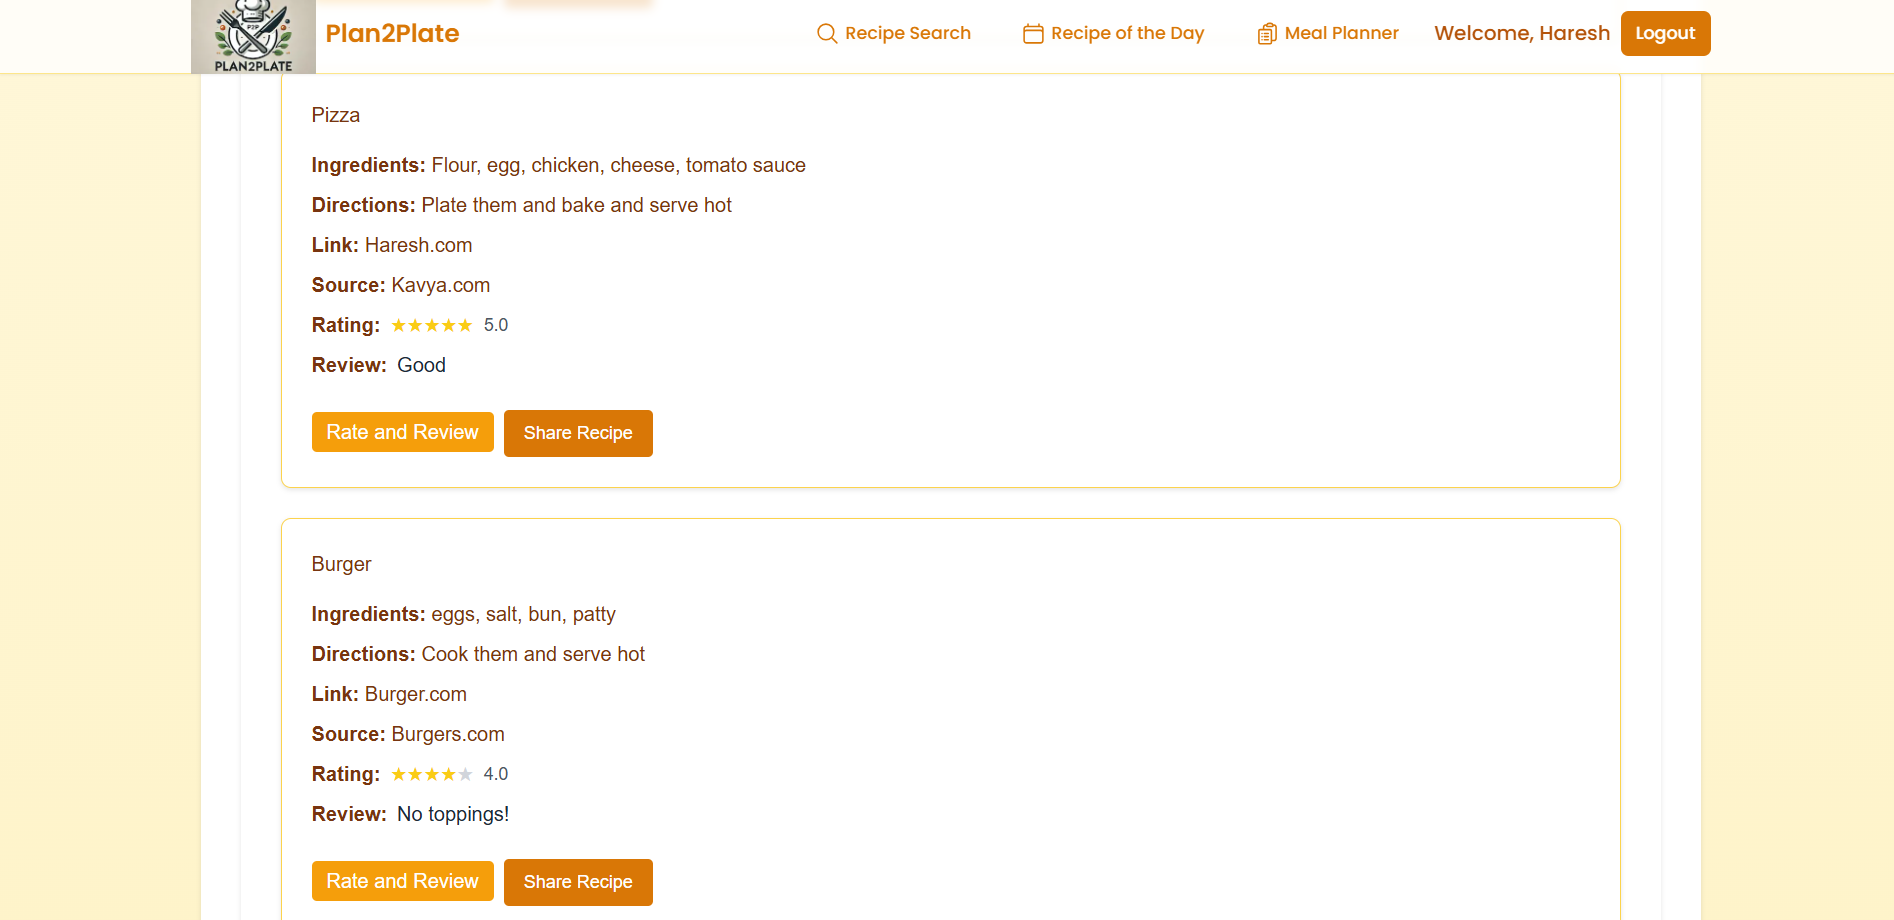 P2P
PLAN2PLATE
Plan2Plate
Recipe Search
Recipe of the Day
Meal Planner
Welcome, Haresh
Logout
Pizza
Ingredients: Flour, egg, chicken, cheese, tomato sauce
Directions: Plate them and bake and serve hot
Link: Haresh.com
Source: Kavya.com
Rating: ★★★★★ 5.0
Review: Good
Rate and Review
Share Recipe
Burger
Ingredients: eggs, salt, bun, patty
Directions: Cook them and serve hot
Link: Burger.com
Source: Burgers.com
Rating: ★★★★★ 4.0
Review: No toppings!
Rate and Review
Share Recipe